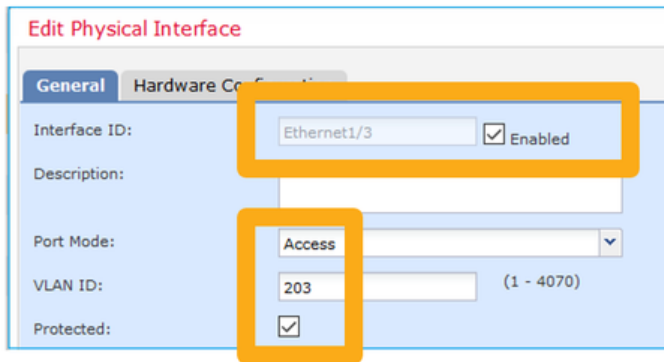 Edit Physical Interface
General Hardware
Interface ID: Ethernet1/3 Enabled
Description:
Port Mode: Access
VLAN ID: 203 (1 - 4070)
Protected: